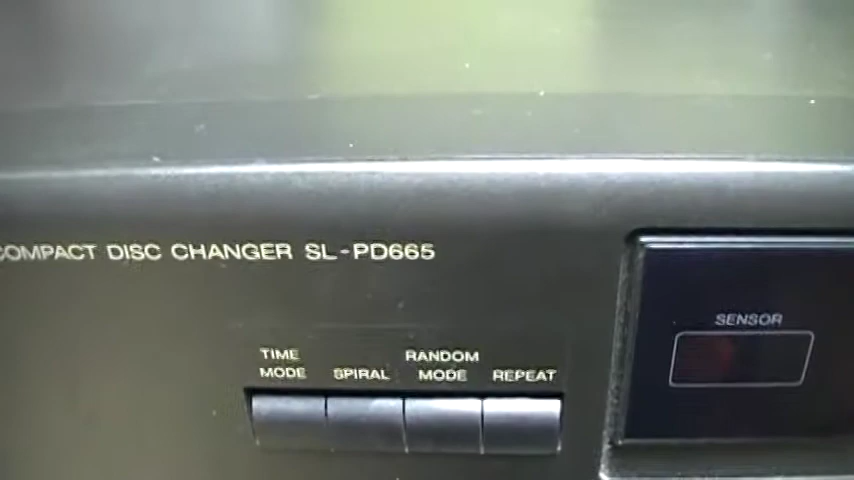 COMPACT DISC CHANGER SL-PD665
SENSOR
TIME MODE
SPIRAL
RANDOM MODE
REPEAT